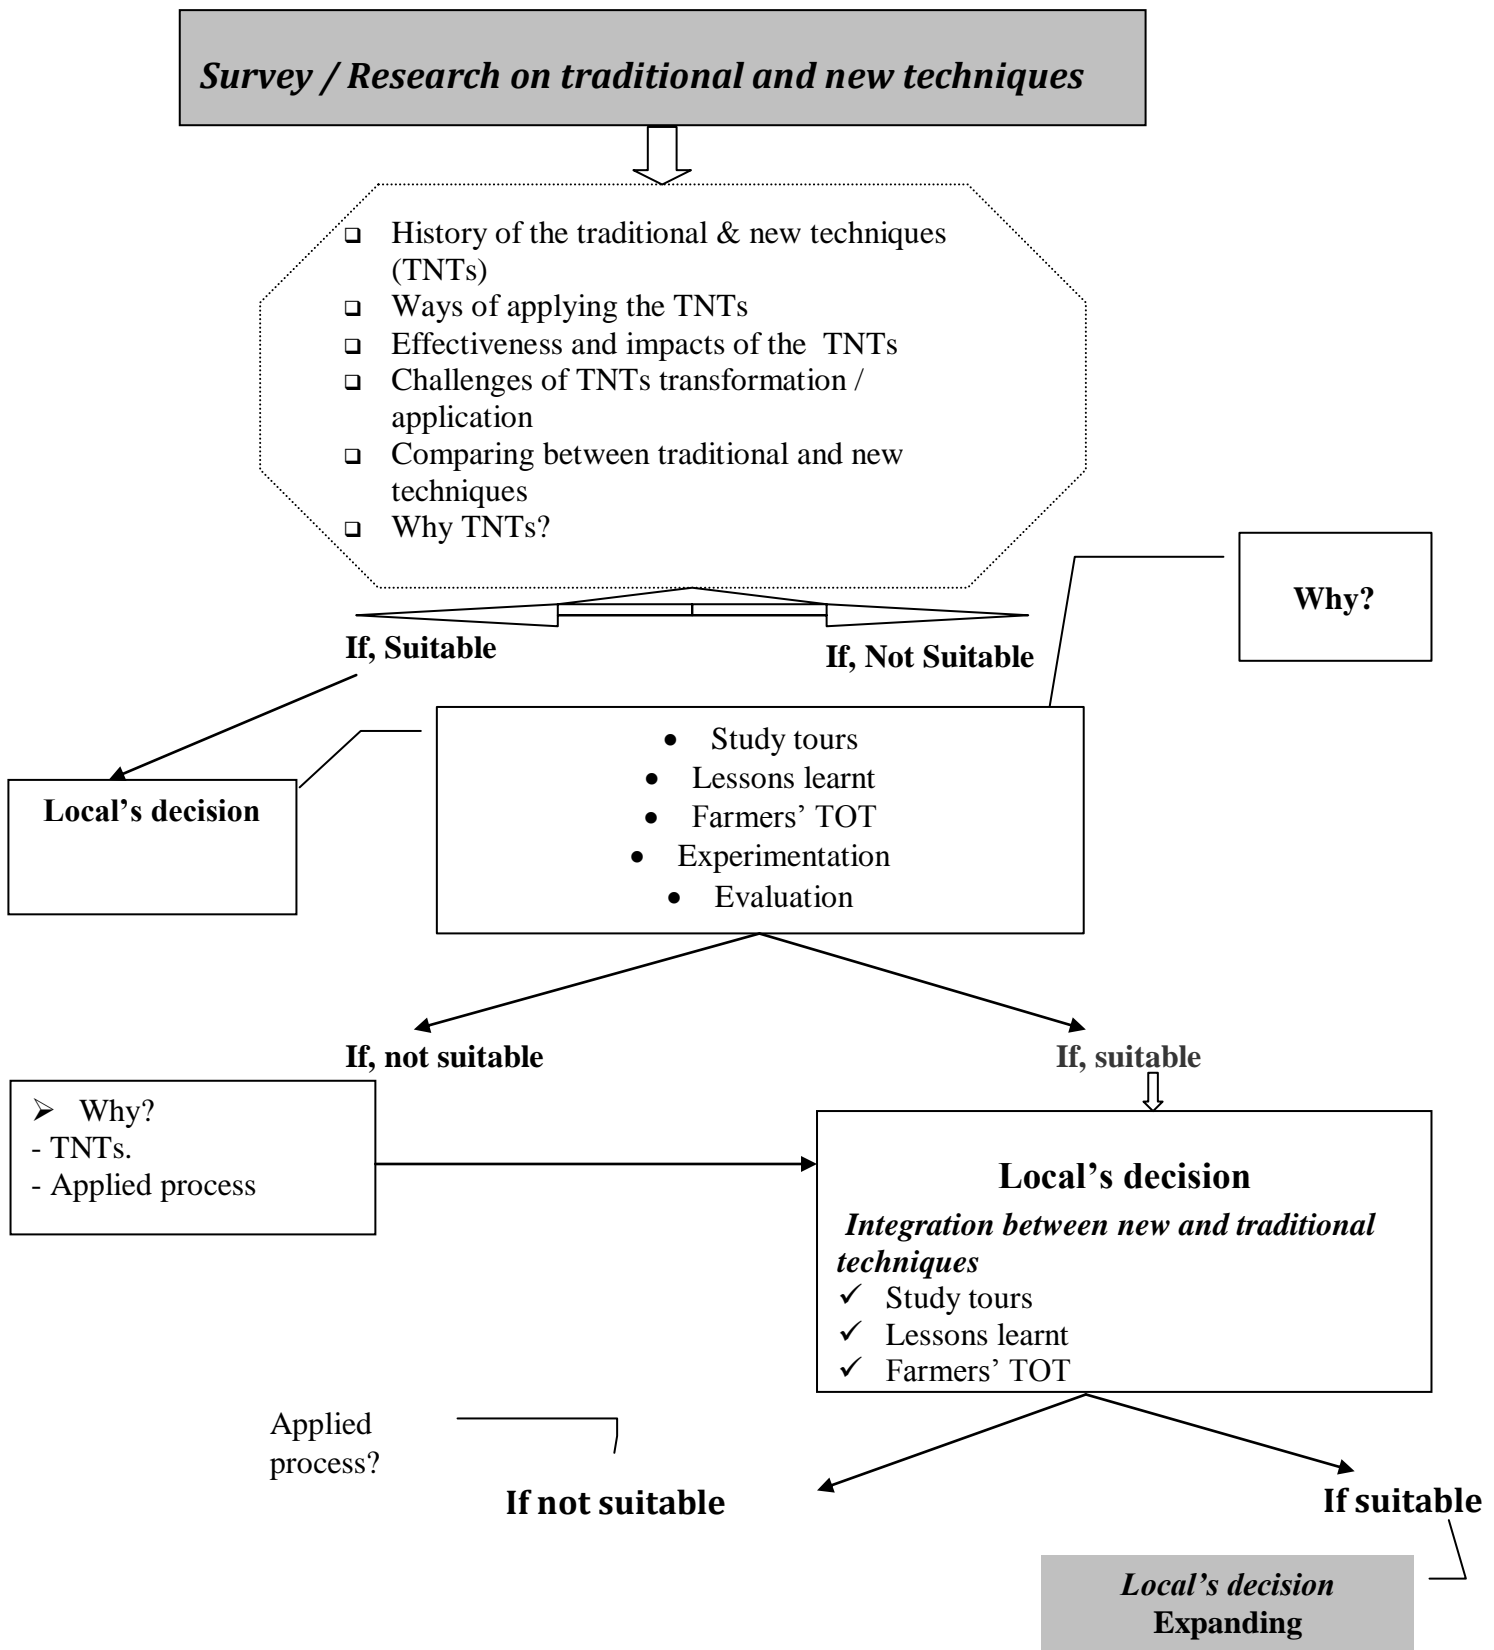 Survey / Research on traditional and new techniques
❑ History of the traditional & new techniques
(TNTs)
❑ Ways of applying the TNTs
❑ Effectiveness and impacts of the TNTs
❑ Challenges of TNTs transformation /
application
❑ Comparing between traditional and new
techniques
❑ Why TNTs?
Why?
If, Suitable
If, Not Suitable
Local’s decision
• Study tours
• Lessons learnt
• Farmers’ TOT
• Experimentation
• Evaluation
If, not suitable
If, suitable
➢ Why?
- TNTs.
- Applied process
Local’s decision
Integration between new and traditional
techniques
✓ Study tours
✓ Lessons learnt
✓ Farmers’ TOT
Applied
process?
If not suitable
If suitable
Local’s decision
Expanding